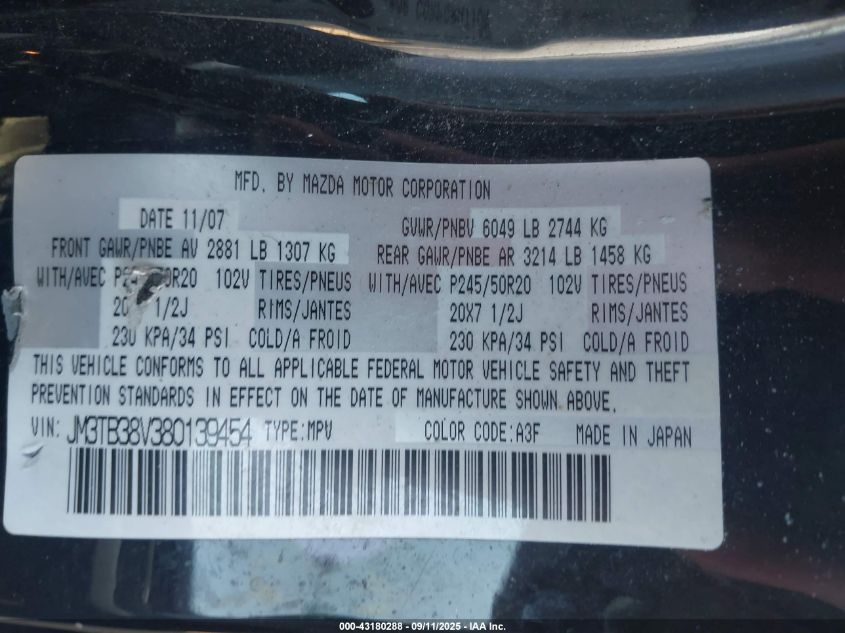 MFD. BY MAZDA MOTOR CORPORATION
DATE 11/07 GVWR/PNBV 6049 LB 2744 KG
FRONT GAWR/PNBE AV 2881 LB 1307 KG REAR GAWR/PNBE AR 3214 LB 1458 KG
WITH/AVEC 102V TIRES/PNEUS WITH/AVEC P245/50R20 102V TIRES/PNEUS
1/2J RIMS/JANTES 20X7 1/2J RIMS/JANTES
230 KPA/34 PSI COLD/A FROID 230 KPA/34 PSI COLD/A FROID
THIS VEHICLE CONFORMS TO ALL APPLICABLE FEDERAL MOTOR VEHICLE SAFETY AND THEFT
PREVENTION STANDARDS IN EFFECT ON THE DATE OF MANUFACTURE SHOWN ABOVE.
VIN: JM3TB38V380139454 TYPE:MPV COLOR CODE:A3F MADE IN JAPAN
000-43180288 - 09/11/2025 - IAA Inc.